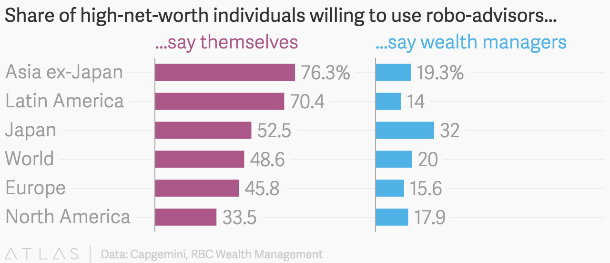 Share of high-net-worth individuals willing to use robo-advisors...
...say themselves ...say wealth managers
Asia ex-Japan 76.3% 19.3%
Latin America 70.4 14
Japan 52.5 32
World 48.6 20
Europe 45.8 15.6
North America 33.5 17.9
ATLAS | Data: Capgemini, RBC Wealth Management